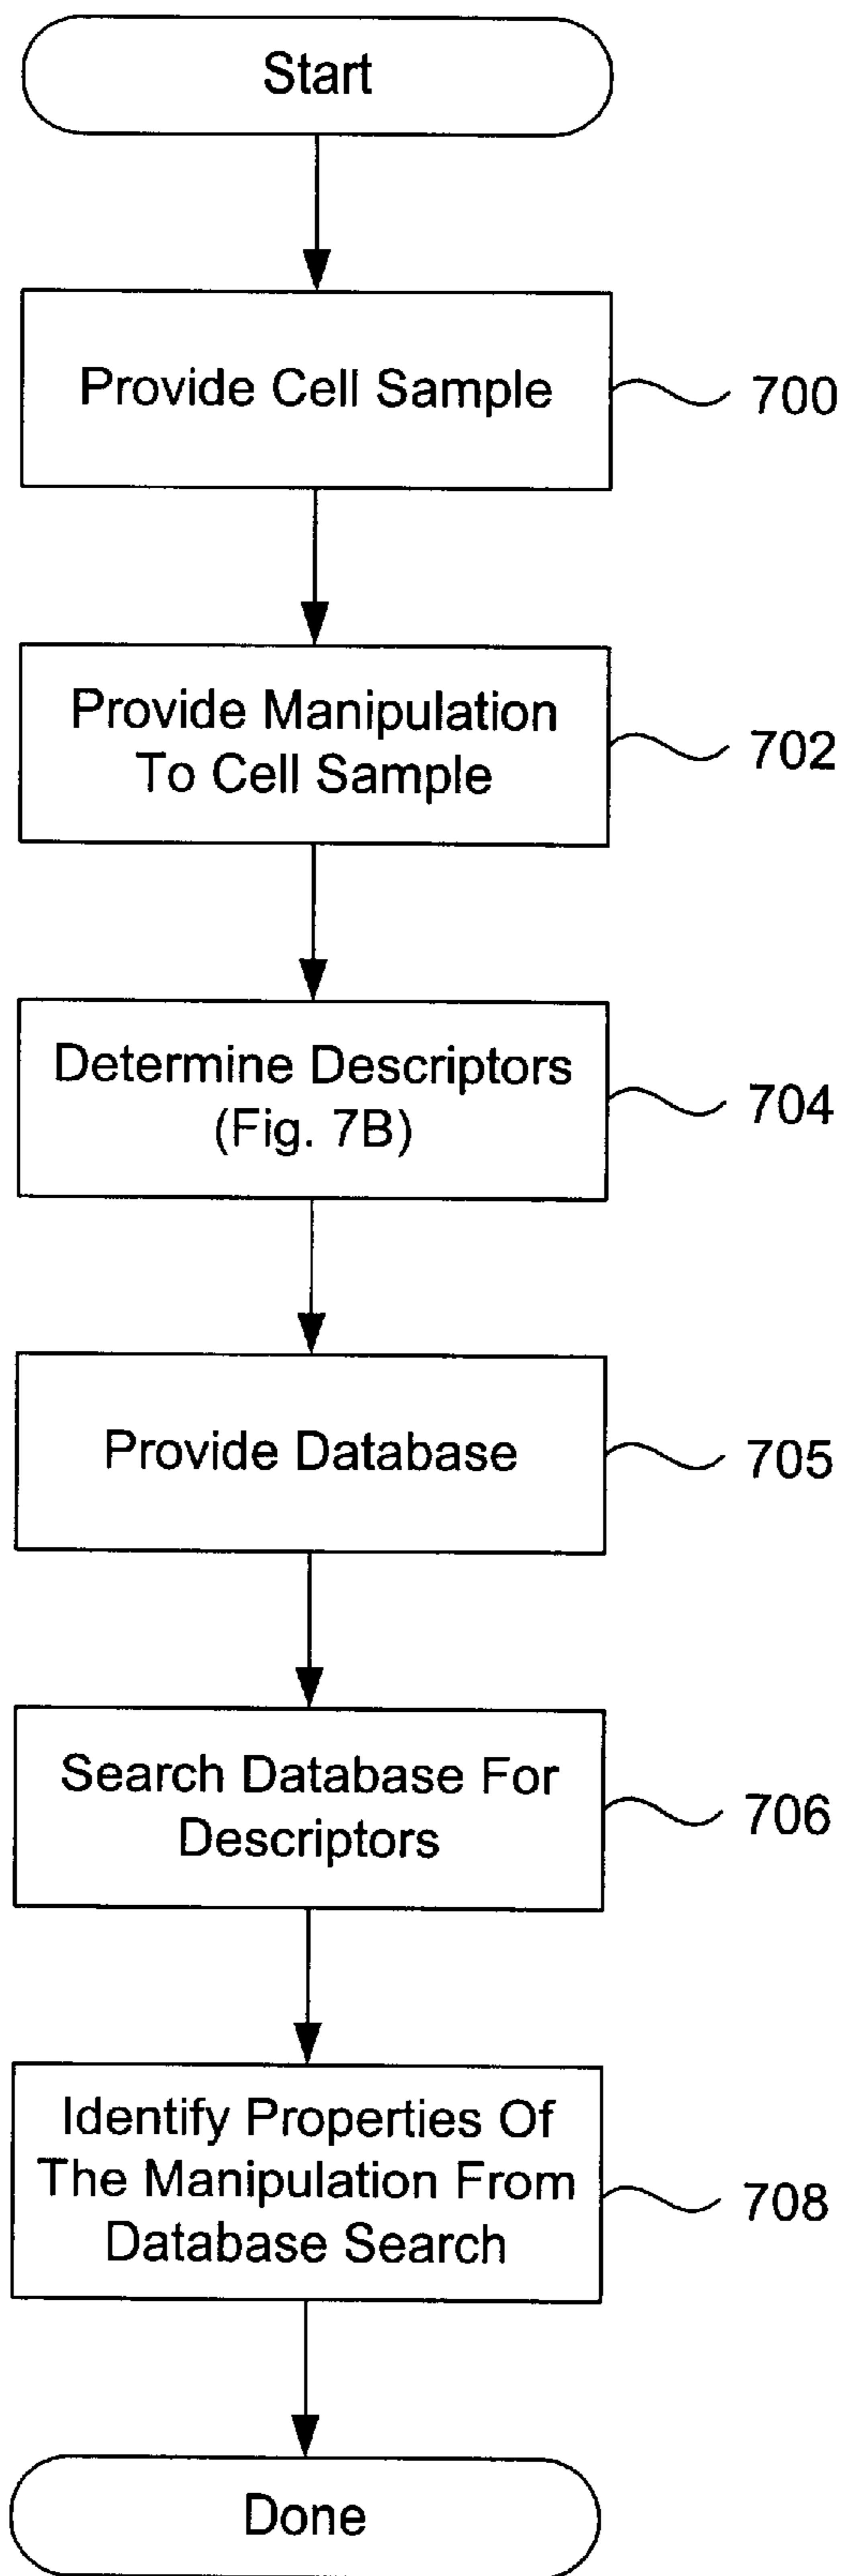 Start
Provide Cell Sample
700
Provide Manipulation
To Cell Sample
702
Determine Descriptors
(Fig. 7B)
704
Provide Database
705
Search Database For
Descriptors
706
Identify Properties Of
The Manipulation From
Database Search
708
Done